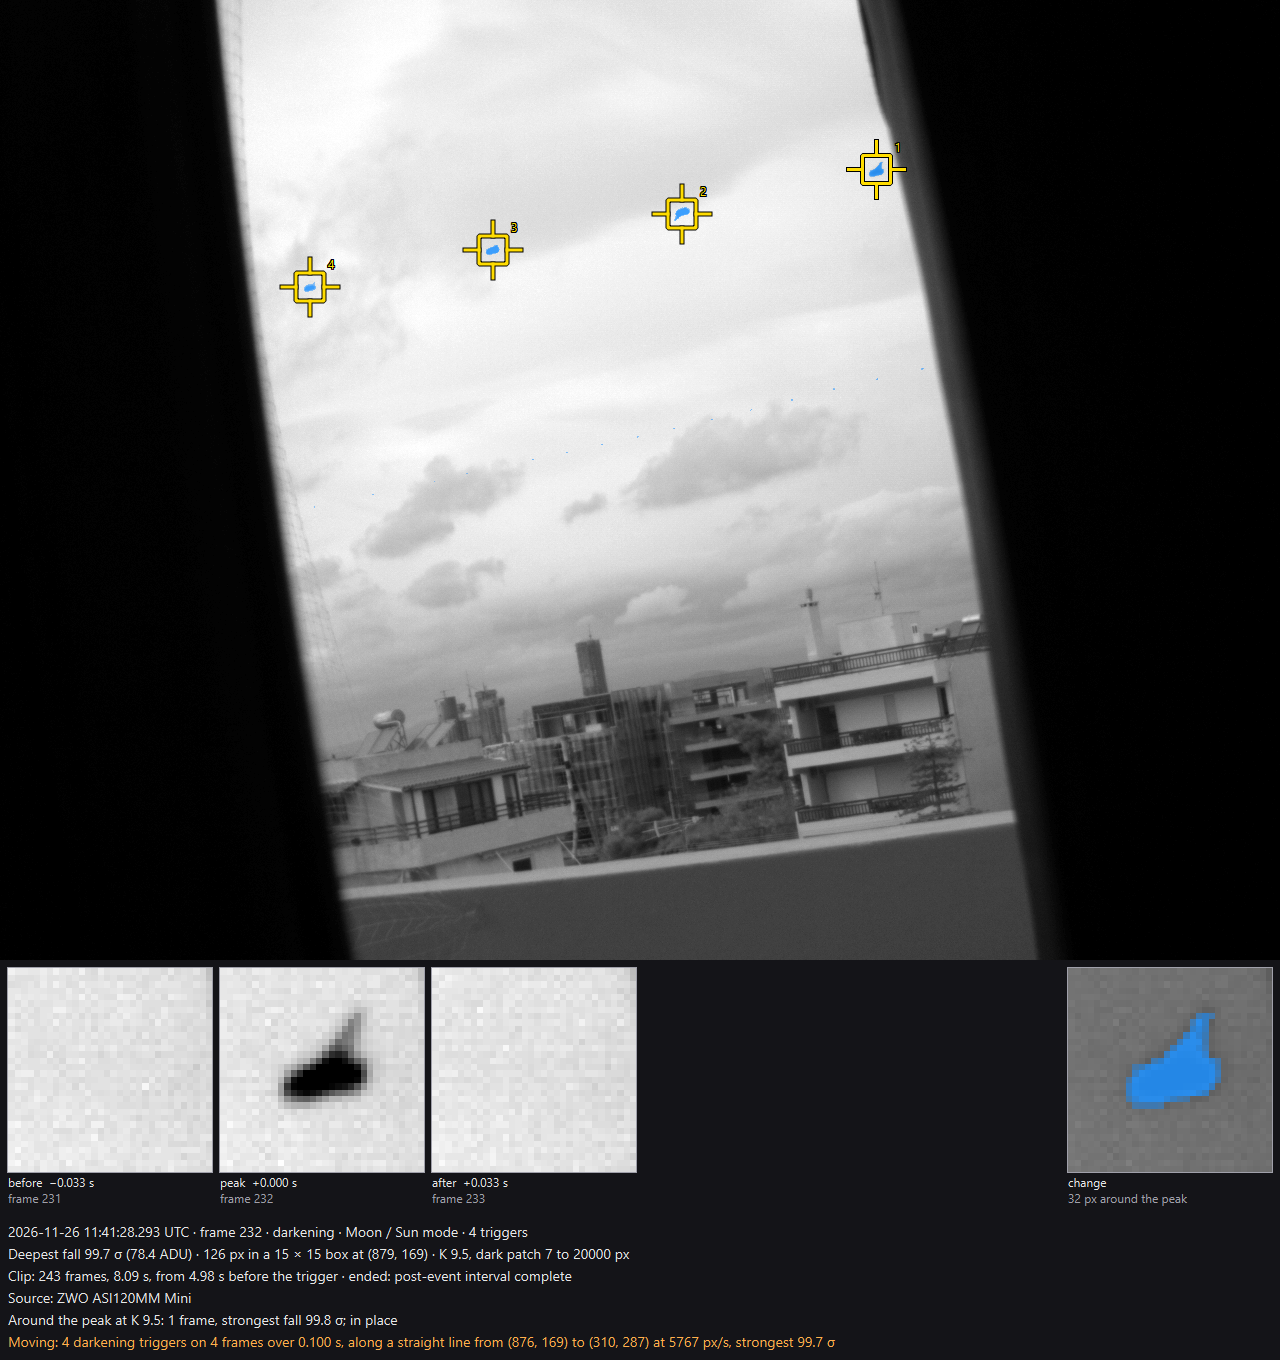 1
2
3
4
before −0.033 s
frame 231
peak +0.000 s
frame 232
after +0.033 s
frame 233
change
32 px around the peak
2026-11-26 11:41:28.293 UTC · frame 232 · darkening · Moon / Sun mode · 4 triggers
Deepest fall 99.7 σ (78.4 ADU) · 126 px in a 15 × 15 box at (879, 169) · K 9.5, dark patch 7 to 20000 px
Clip: 243 frames, 8.09 s, from 4.98 s before the trigger · ended: post-event interval complete
Source: ZWO ASI120MM Mini
Around the peak at K 9.5: 1 frame, strongest fall 99.8 σ; in place
Moving: 4 darkening triggers on 4 frames over 0.100 s, along a straight line from (876, 169) to (310, 287) at 5767 px/s, strongest 99.7 σ